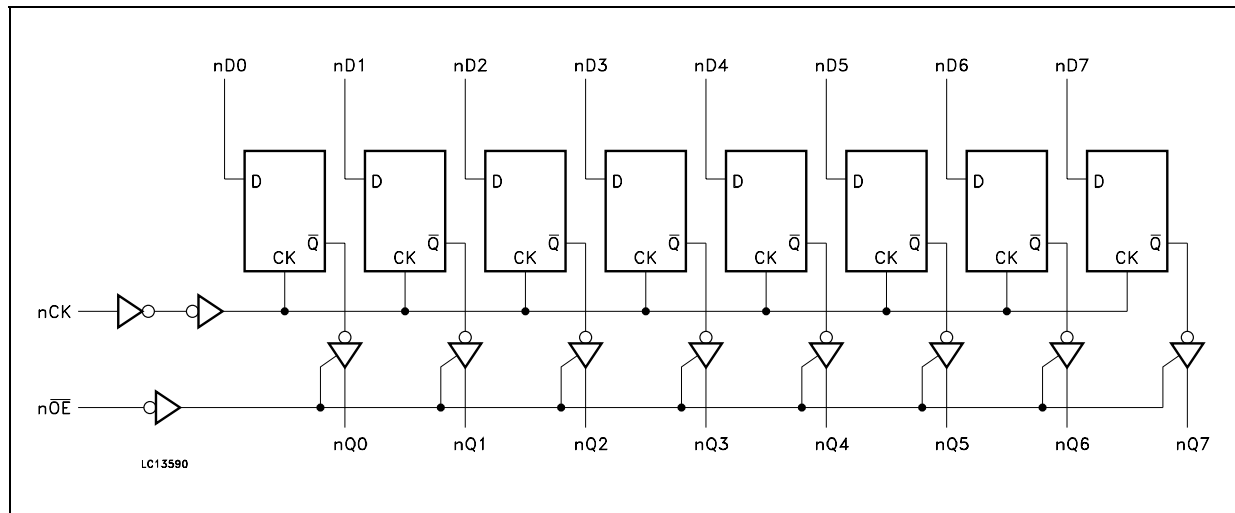 nD0 nD1 nD2 nD3 nD4 nD5 nD6 nD7
D D D D D D D D
Q̅ Q̅ Q̅ Q̅ Q̅ Q̅ Q̅ Q̅
CK CK CK CK CK CK CK CK
nCK
nO̅E̅
nQ0 nQ1 nQ2 nQ3 nQ4 nQ5 nQ6 nQ7
LC13590